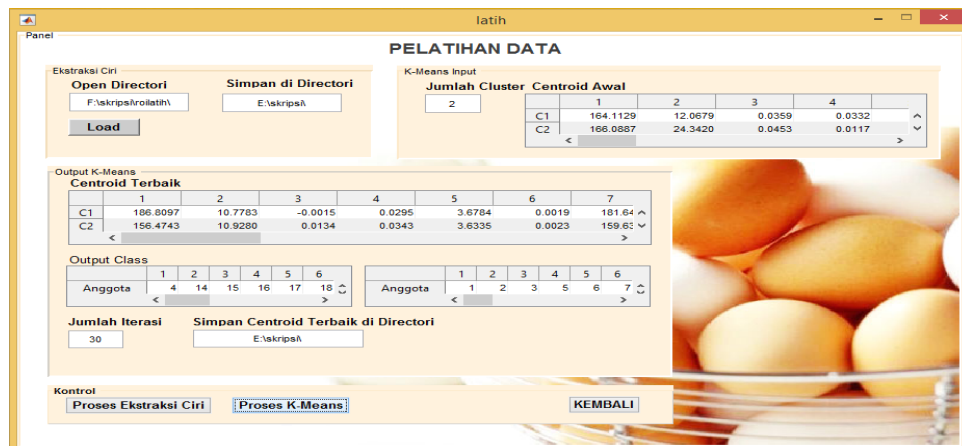 latih
Panel
PELATIHAN DATA
Ekstraksi Ciri
Open Directori
Simpan di Directori
F:\skripsi\roilatih\
E:\skripsi\
Load
K-Means Input
Jumlah Cluster
Centroid Awal
2
1 2 3 4
C1 164.1129 12.0679 0.0359 0.0332
C2 166.0887 24.3420 0.0453 0.0117
Output K-Means
Centroid Terbaik
1 2 3 4 5 6 7
C1 186.8097 10.7783 -0.0015 0.0295 3.6784 0.0019 181.64
C2 156.4743 10.9280 0.0134 0.0343 3.6335 0.0023 159.63
Output Class
1 2 3 4 5 6
Anggota 4 14 15 16 17 18
1 2 3 4 5 6
Anggota 1 2 3 5 6 7
Jumlah Iterasi
Simpan Centroid Terbaik di Directori
30
E:\skripsi\
Kontrol
Proses Ekstraksi Ciri
Proses K-Means
KEMBALI